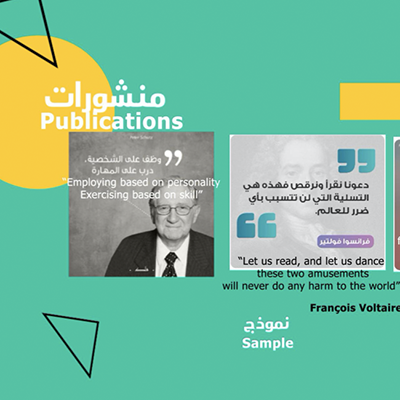 منشورات
Publications
وظف على الشخصية،
درب على المهارة
“Employing based on personality
Exercising based on skill”
دعونا نقرأ ونرقص فهذه هي
التسلية التي لن تتسبب بأي
ضرر للعالم.
فرانسوا فولتير
“Let us read, and let us dance
these two amusements
will never do any harm to the world”
François Voltaire
نموذج
Sample